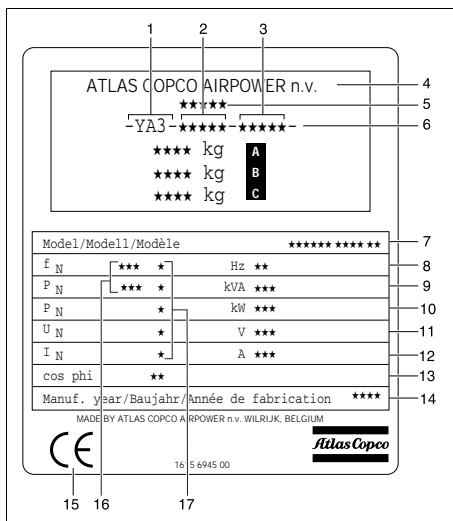 1 2 3
ATLAS COPCO AIRPOWER n.v. 4
★★★★★ 5
-YA3-★★★★★-★★★★★- 6
★★★★ kg A
★★★★ kg B
★★★★ kg C
Model/Modell/Modèle ★★★★★★ ★★★★ ★★ 7
f N ★★★ ★ Hz ★★ 8
P N ★★★ ★ kVA ★★★ 9
P N ★ kW ★★★ 10
U N ★ V ★★★ 11
I N ★ A ★★★ 12
cos phi ★★ 13
Manuf. year/Baujahr/Année de fabrication ★★★★ 14
MADE BY ATLAS COPCO AIRPOWER n.v. WILRIJK, BELGIUM
CE Atlas Copco
1615 6945 00
15 16 17